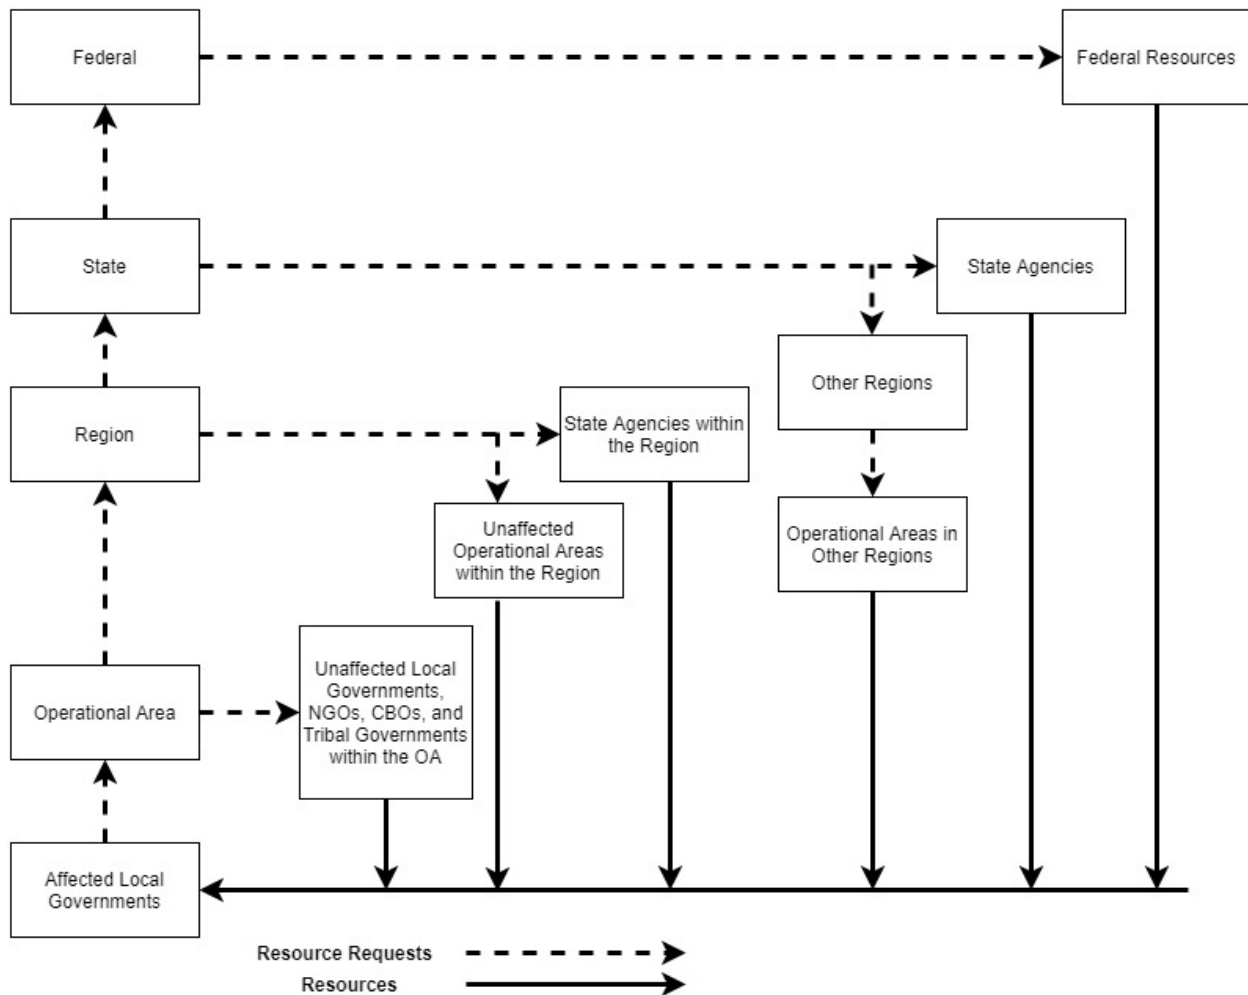 Federal
Federal Resources
State
State Agencies
Other Regions
Region
State Agencies within
the Region
Unaffected
Operational Areas
within the Region
Operational Areas in
Other Regions
Operational Area
Unaffected Local
Governments,
NGOs, CBOs, and
Tribal Governments
within the OA
Affected Local
Governments
Resource Requests
Resources